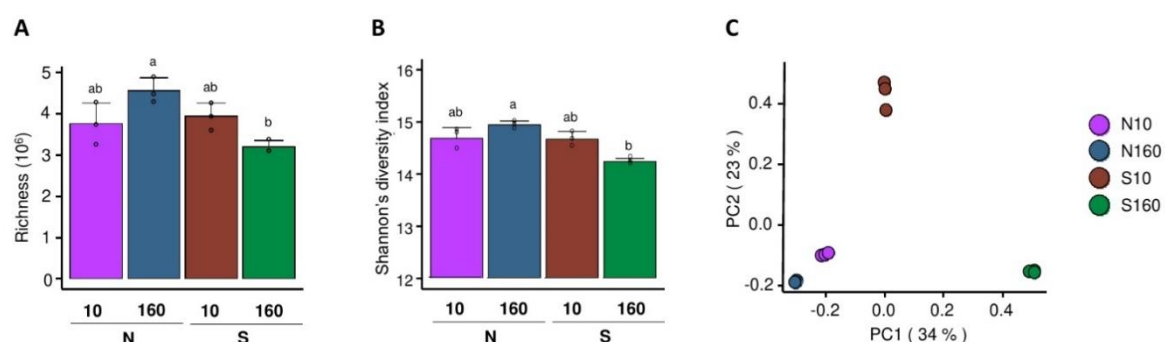 A
Richness (10⁶)
5
4
3
2
1
0
ab
a
ab
b
10 160 10 160
N S
B
Shannon's diversity index
16
15
14
13
12
ab
a
ab
b
10 160 10 160
N S
C
PC2 ( 23 % )
0.4
0.2
0.0
-0.2
-0.2 0.0 0.2 0.4
PC1 ( 34 % )
N10
N160
S10
S160